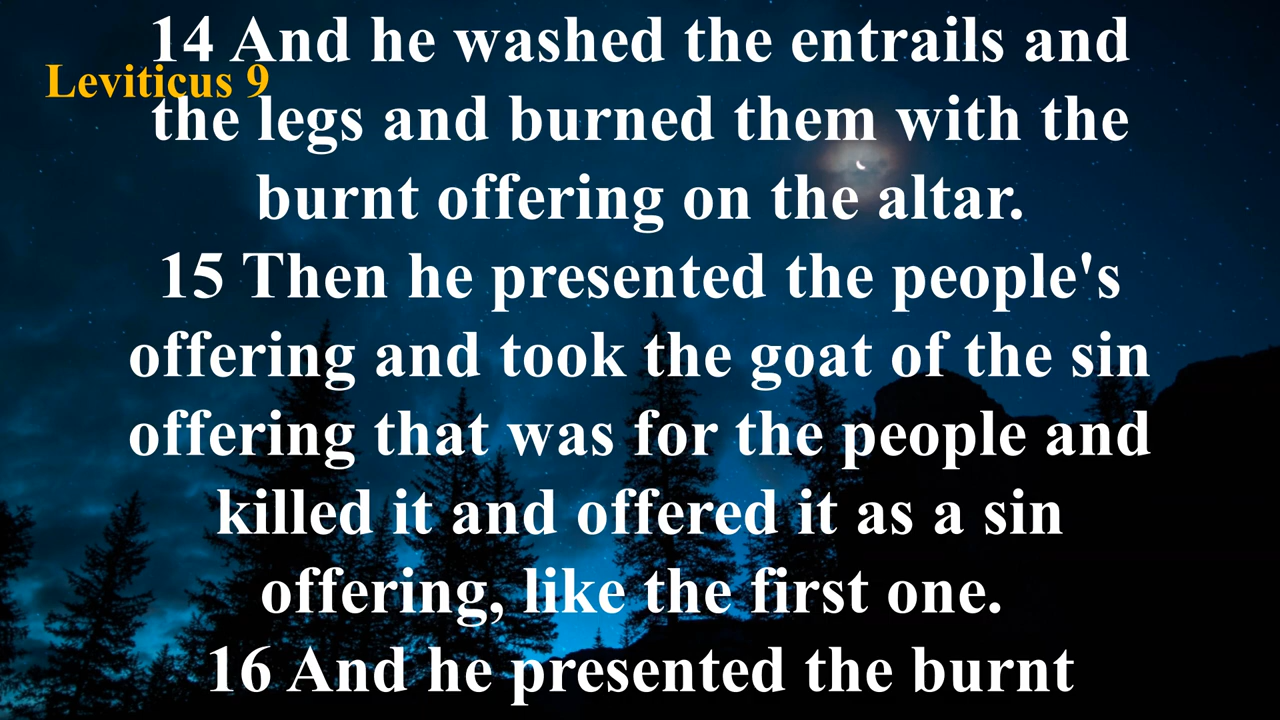 Leviticus 9
14 And he washed the entrails and
the legs and burned them with the
burnt offering on the altar.
15 Then he presented the people's
offering and took the goat of the sin
offering that was for the people and
killed it and offered it as a sin
offering, like the first one.
16 And he presented the burnt